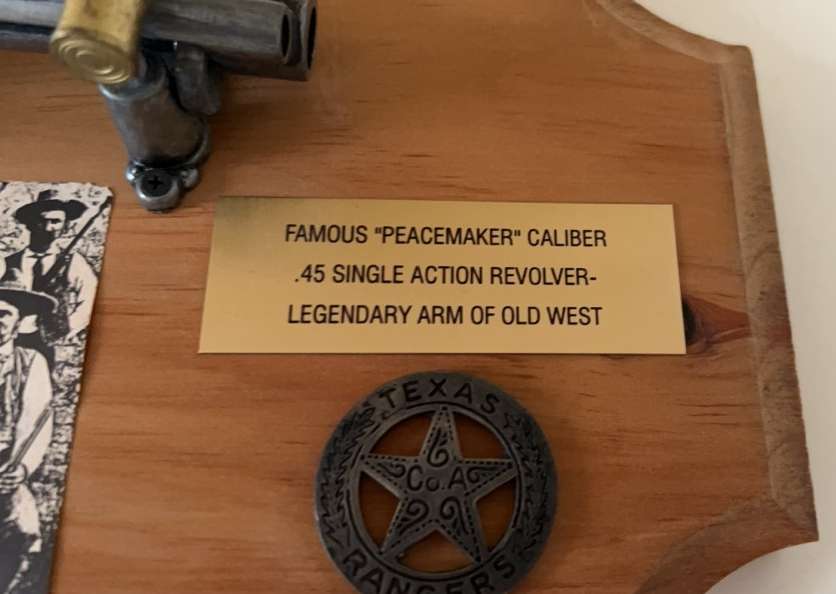 FAMOUS "PEACEMAKER" CALIBER
.45 SINGLE ACTION REVOLVER-
LEGENDARY ARM OF OLD WEST
TEXAS
Co.A
RANGERS